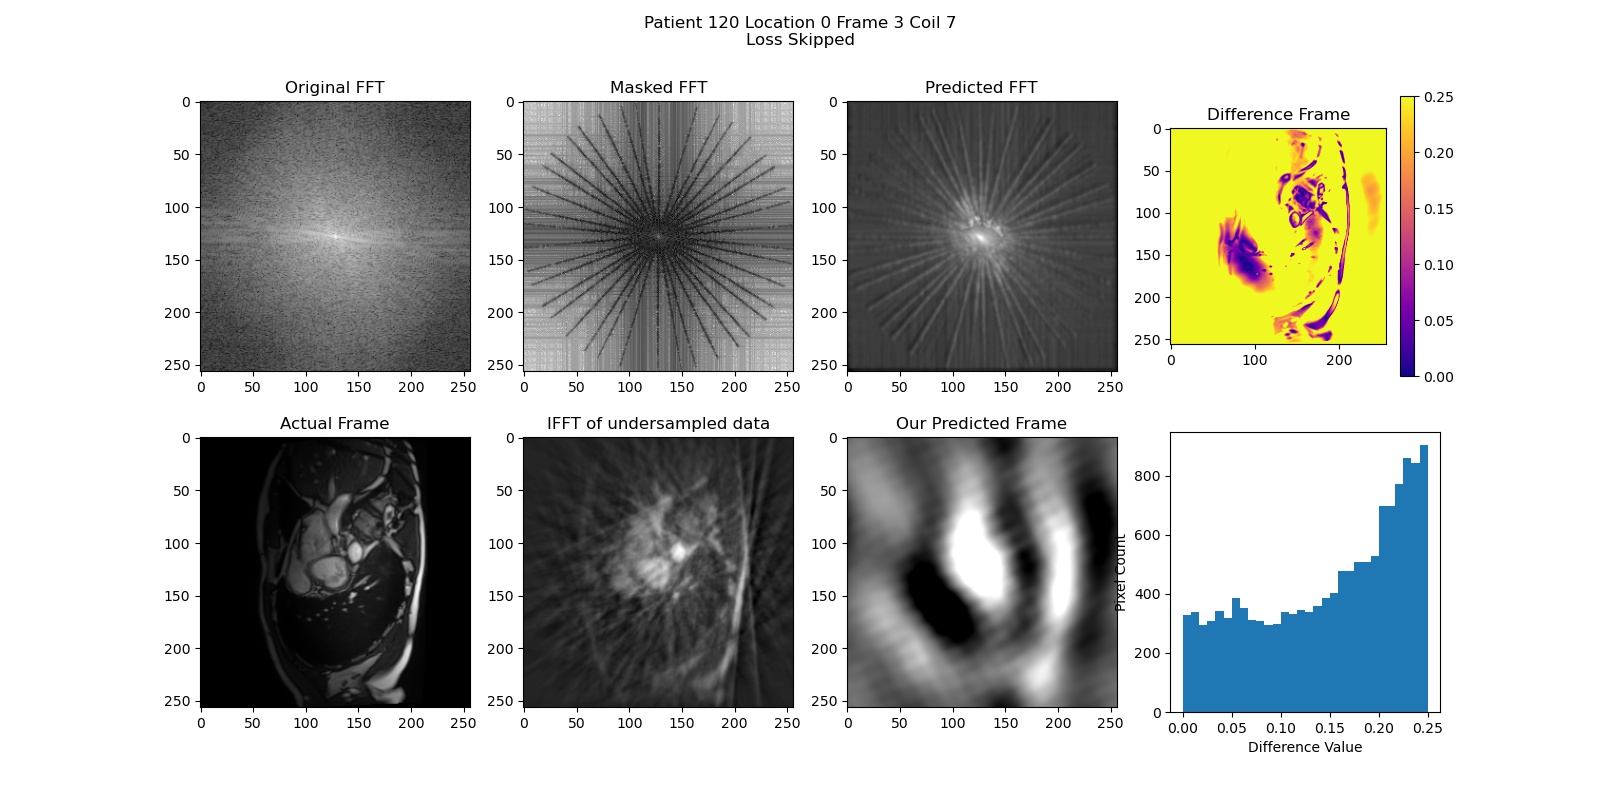 Patient 120 Location 0 Frame 3 Coil 7
Loss Skipped
Original FFT
0
50
100
150
200
250
0 50 100 150 200 250
Masked FFT
0
50
100
150
200
250
0 50 100 150 200 250
Predicted FFT
0
50
100
150
200
250
0 50 100 150 200 250
Difference Frame
0
50
100
150
200
250
0 100 200
0.25
0.20
0.15
0.10
0.05
0.00
Actual Frame
0
50
100
150
200
250
0 50 100 150 200 250
IFFT of undersampled data
0
50
100
150
200
250
0 50 100 150 200 250
Our Predicted Frame
0
50
100
150
200
250
0 50 100 150 200 250
Pixel Count
800
600
400
200
0
0.00 0.05 0.10 0.15 0.20 0.25
Difference Value